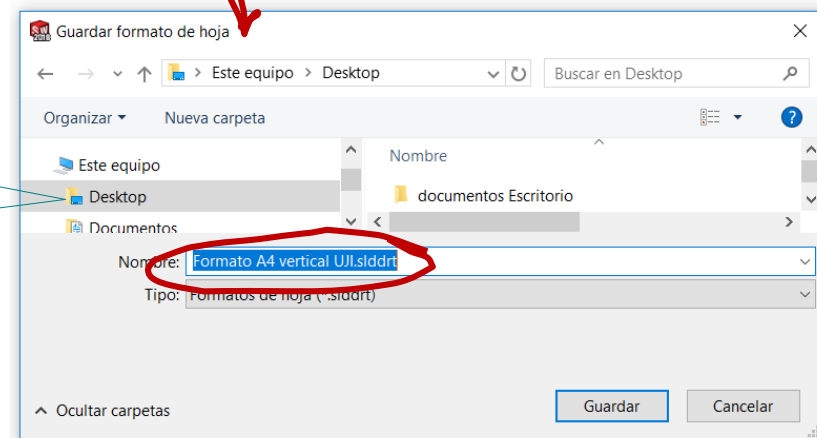 Guardar formato de hoja
Este equipo > Desktop
Buscar en Desktop
Organizar
Nueva carpeta
?
Este equipo
Desktop
Documentos
Nombre
documentos Escritorio
Nombre: Formato A4 vertical UJI.slddrt
Tipo: Formatos de hoja (*.slddrt)
Ocultar carpetas
Guardar
Cancelar